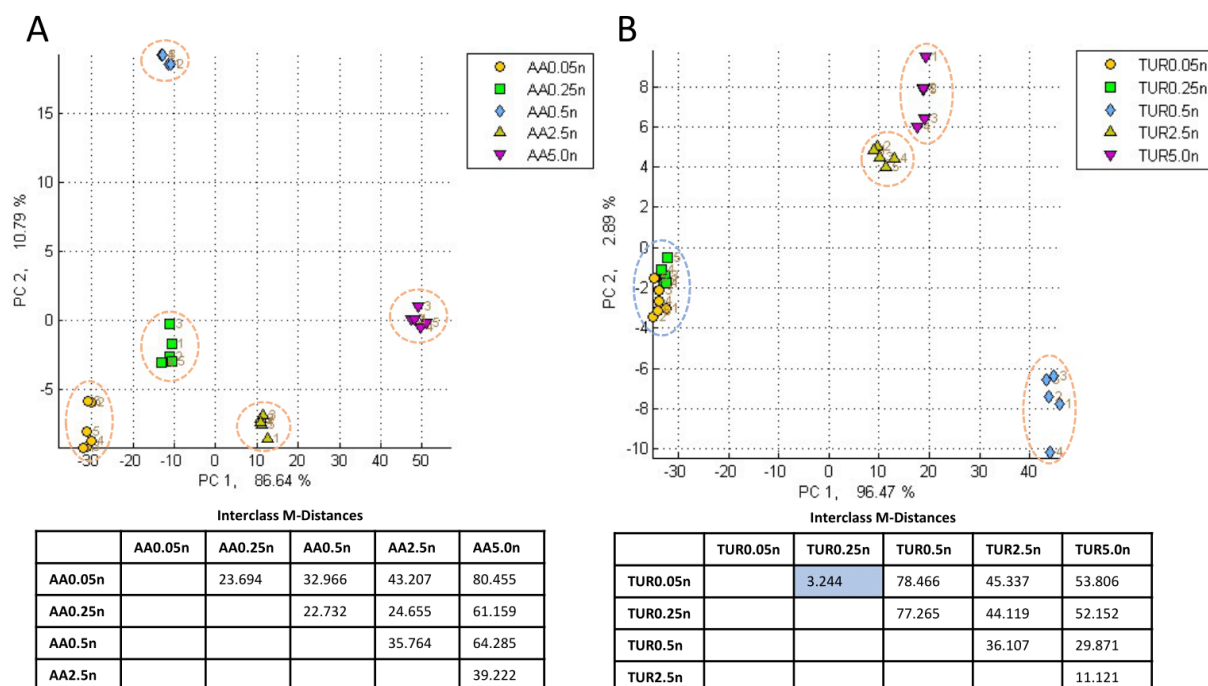 A
AA0.05n
AA0.25n
AA0.5n
AA2.5n
AA5.0n
PC 2, 10.79 %
15
10
5
0
-5
-30 -20 -10 0 10 20 30 40 50
PC 1, 86.64 %
B
TUR0.05n
TUR0.25n
TUR0.5n
TUR2.5n
TUR5.0n
PC 2, 2.89 %
8
6
4
2
0
-2
-4
-6
-8
-10
-30 -20 -10 0 10 20 30 40
PC 1, 96.47 %
Interclass M-Distances
AA0.05n AA0.25n AA0.5n AA2.5n AA5.0n
AA0.05n 23.694 32.966 43.207 80.455
AA0.25n 22.732 24.655 61.159
AA0.5n 35.764 64.285
AA2.5n 39.222
Interclass M-Distances
TUR0.05n TUR0.25n TUR0.5n TUR2.5n TUR5.0n
TUR0.05n 3.244 78.466 45.337 53.806
TUR0.25n 77.265 44.119 52.152
TUR0.5n 36.107 29.871
TUR2.5n 11.121